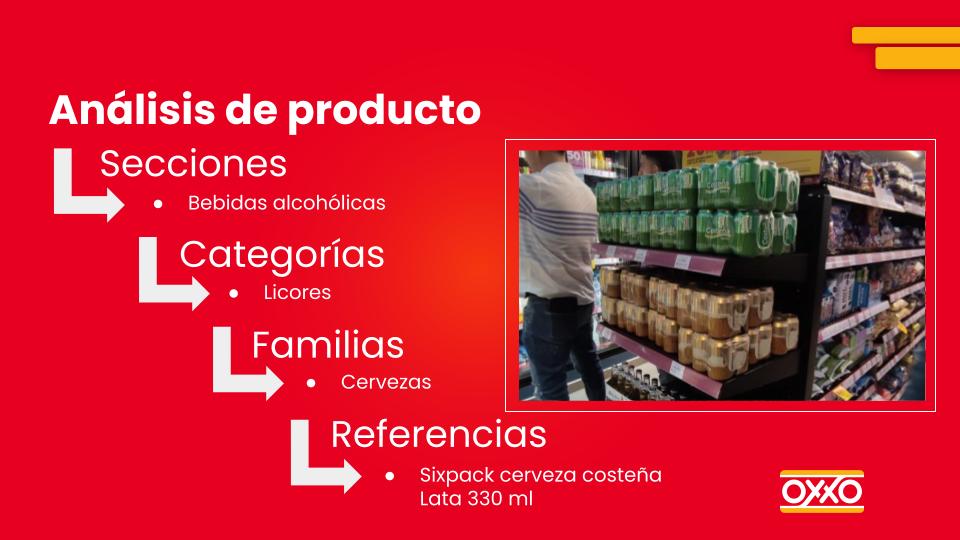 Análisis de producto
Secciones
● Bebidas alcohólicas
Categorías
● Licores
Familias
● Cervezas
Referencias
● Sixpack cerveza costeña
Lata 330 ml
OXXO